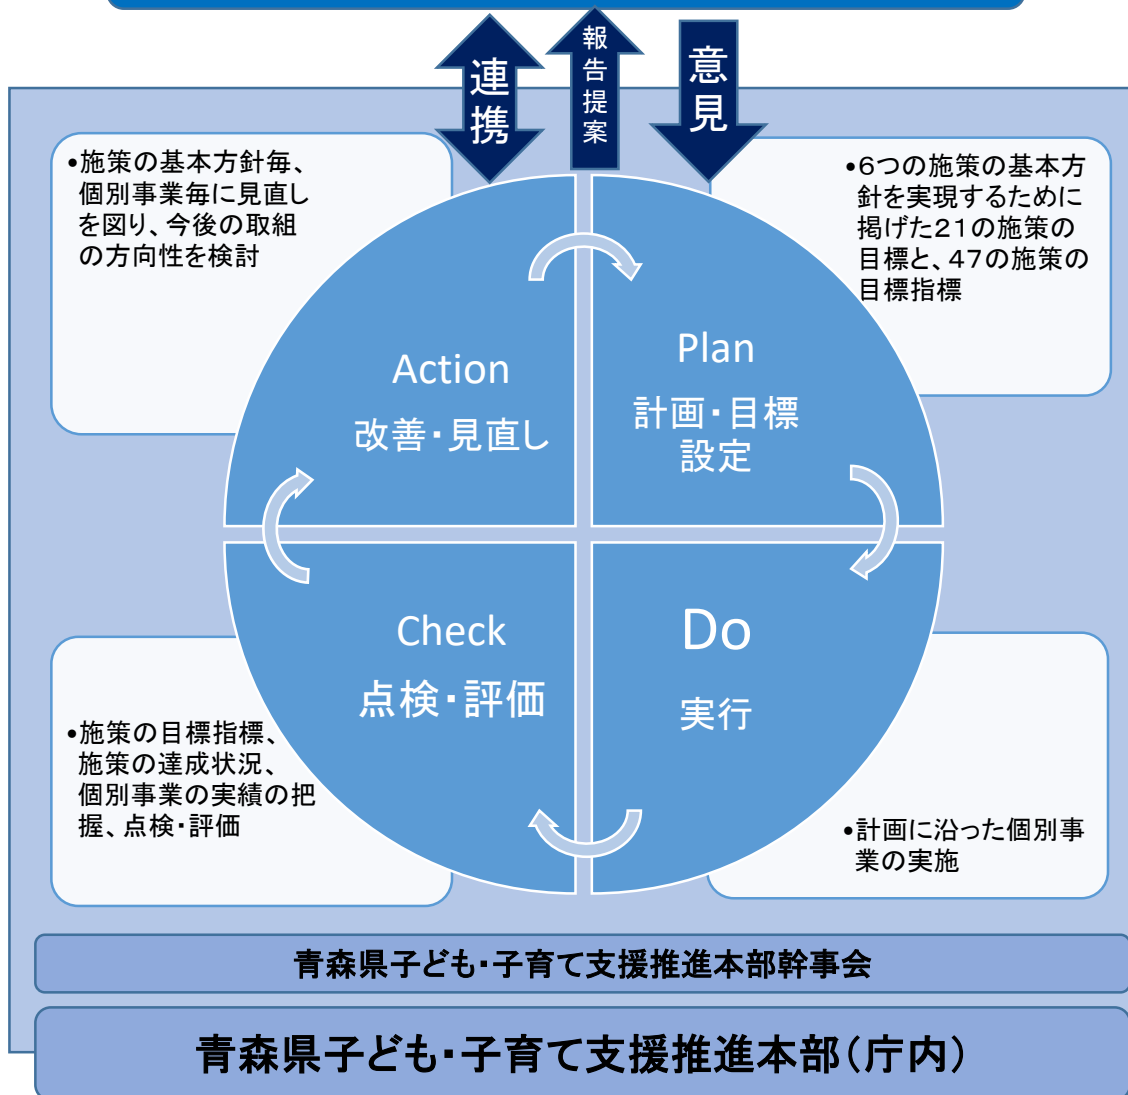 連携
報告提案
意見
•施策の基本方針毎、
個別事業毎に見直し
を図り、今後の取組
の方向性を検討
•6つの施策の基本方
針を実現するために
掲げた21の施策の
目標と、47の施策の
目標指標
Action
改善・見直し
Plan
計画・目標
設定
Check
点検・評価
Do
実行
•施策の目標指標、
施策の達成状況、
個別事業の実績の把
握、点検・評価
•計画に沿った個別事
業の実施
青森県子ども・子育て支援推進本部幹事会
青森県子ども・子育て支援推進本部(庁内)